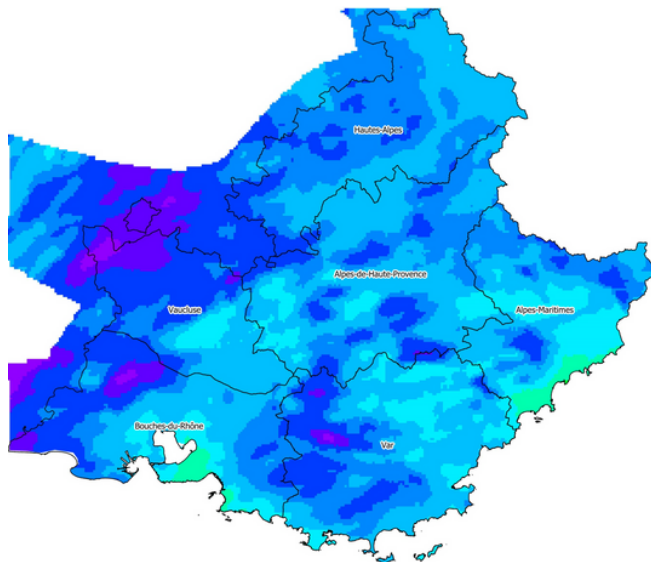 Hautes-Alpes
Alpes-de-Haute-Provence
Vaucluse
Alpes-Maritimes
Bouches-du-Rhône
Var